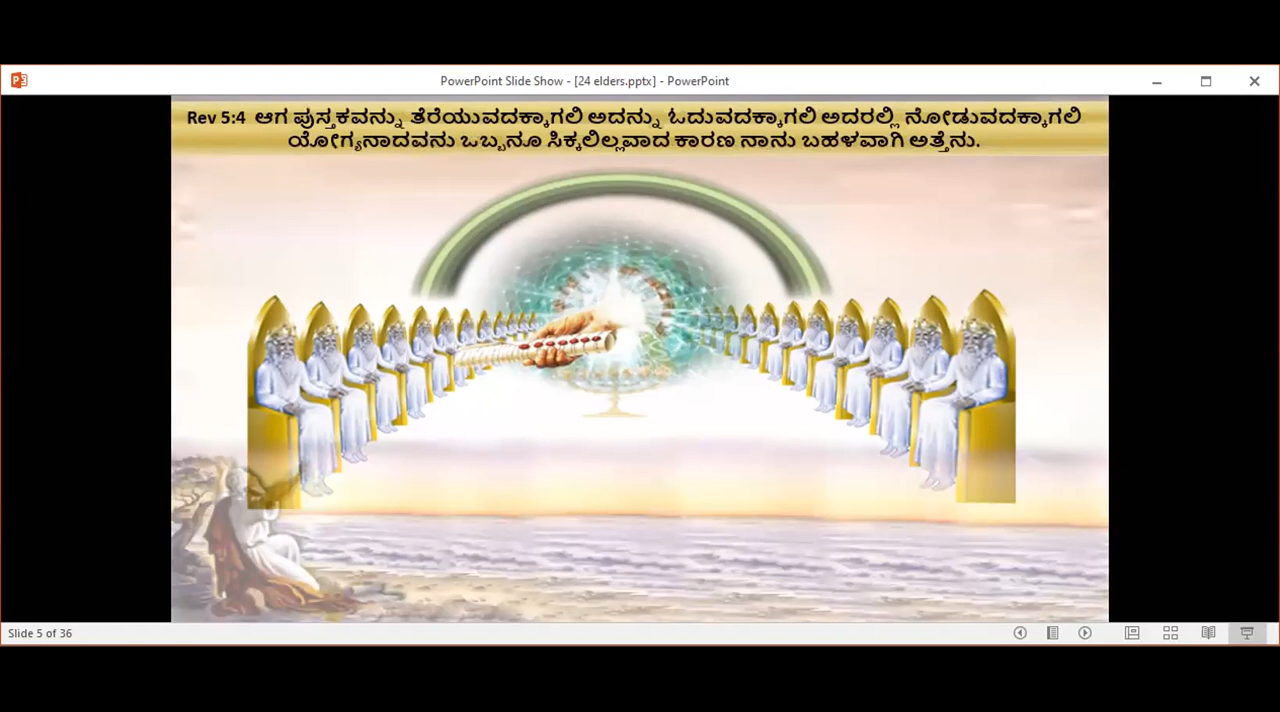 PowerPoint Slide Show - [24 elders.pptx] - PowerPoint
Rev 5:4 ಆಗ ಪುಸ್ತಕವನ್ನು ತೆರೆಯುವದಕ್ಕಾಗಲಿ ಅದನ್ನು ಓದುವದಕ್ಕಾಗಲಿ ಅದರಲ್ಲಿ ನೋಡುವದಕ್ಕಾಗಲಿ
ಯೋಗ್ಯನಾದವನು ಒಬ್ಬನೂ ಸಿಕ್ಕಲಿಲ್ಲವಾದ ಕಾರಣ ನಾನು ಬಹಳವಾಗಿ ಅತ್ತೆನು.
Slide 5 of 36